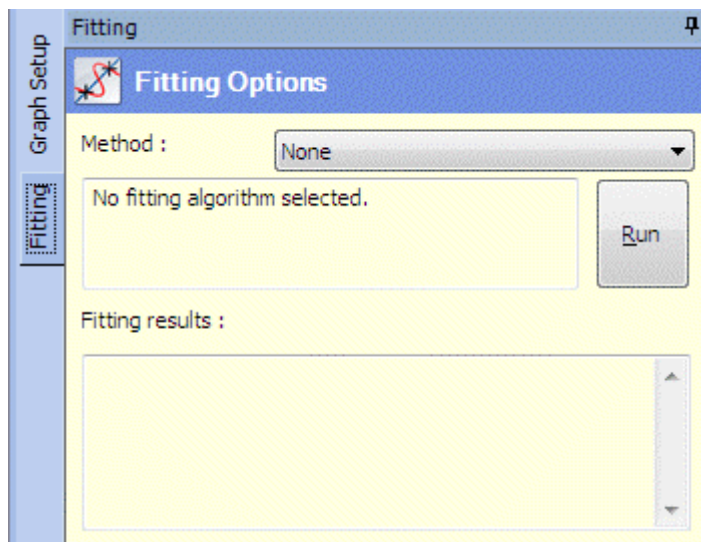 Graph Setup
Fitting
Fitting
Fitting Options
Method :
None
No fitting algorithm selected.
Run
Fitting results :